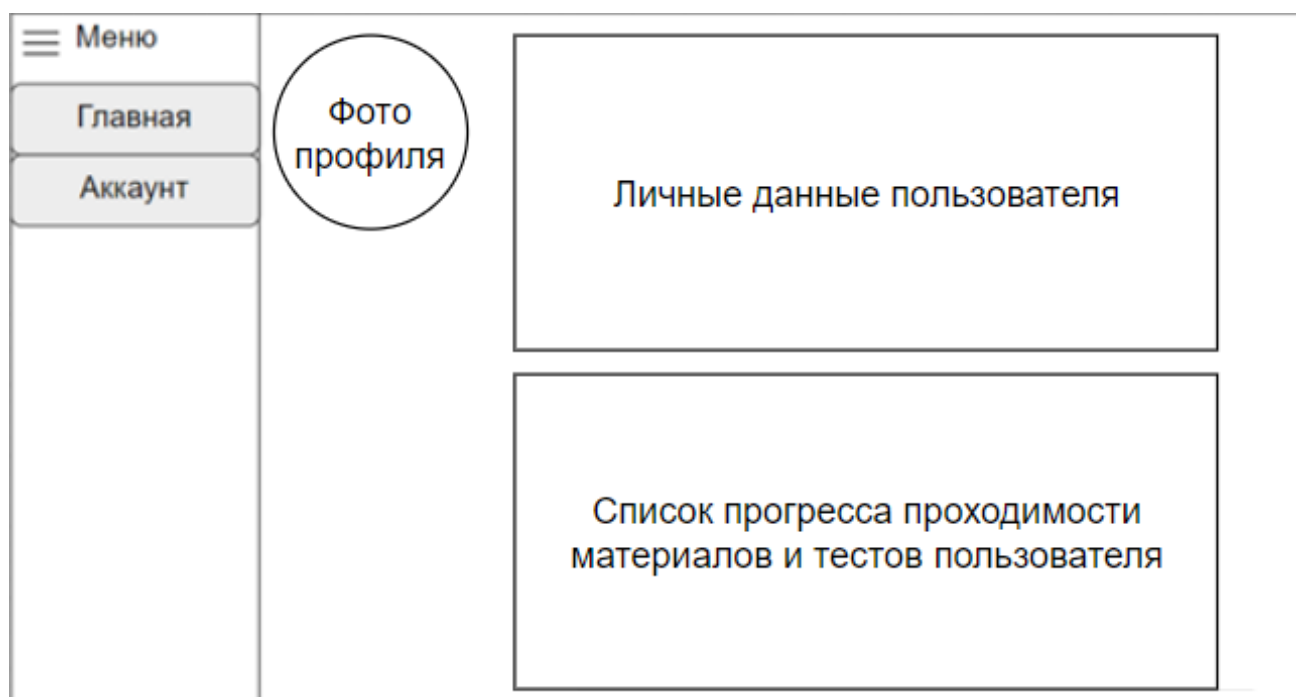 Меню
Главная
Аккаунт
Фото
профиля
Личные данные пользователя
Список прогресса проходимости
материалов и тестов пользователя